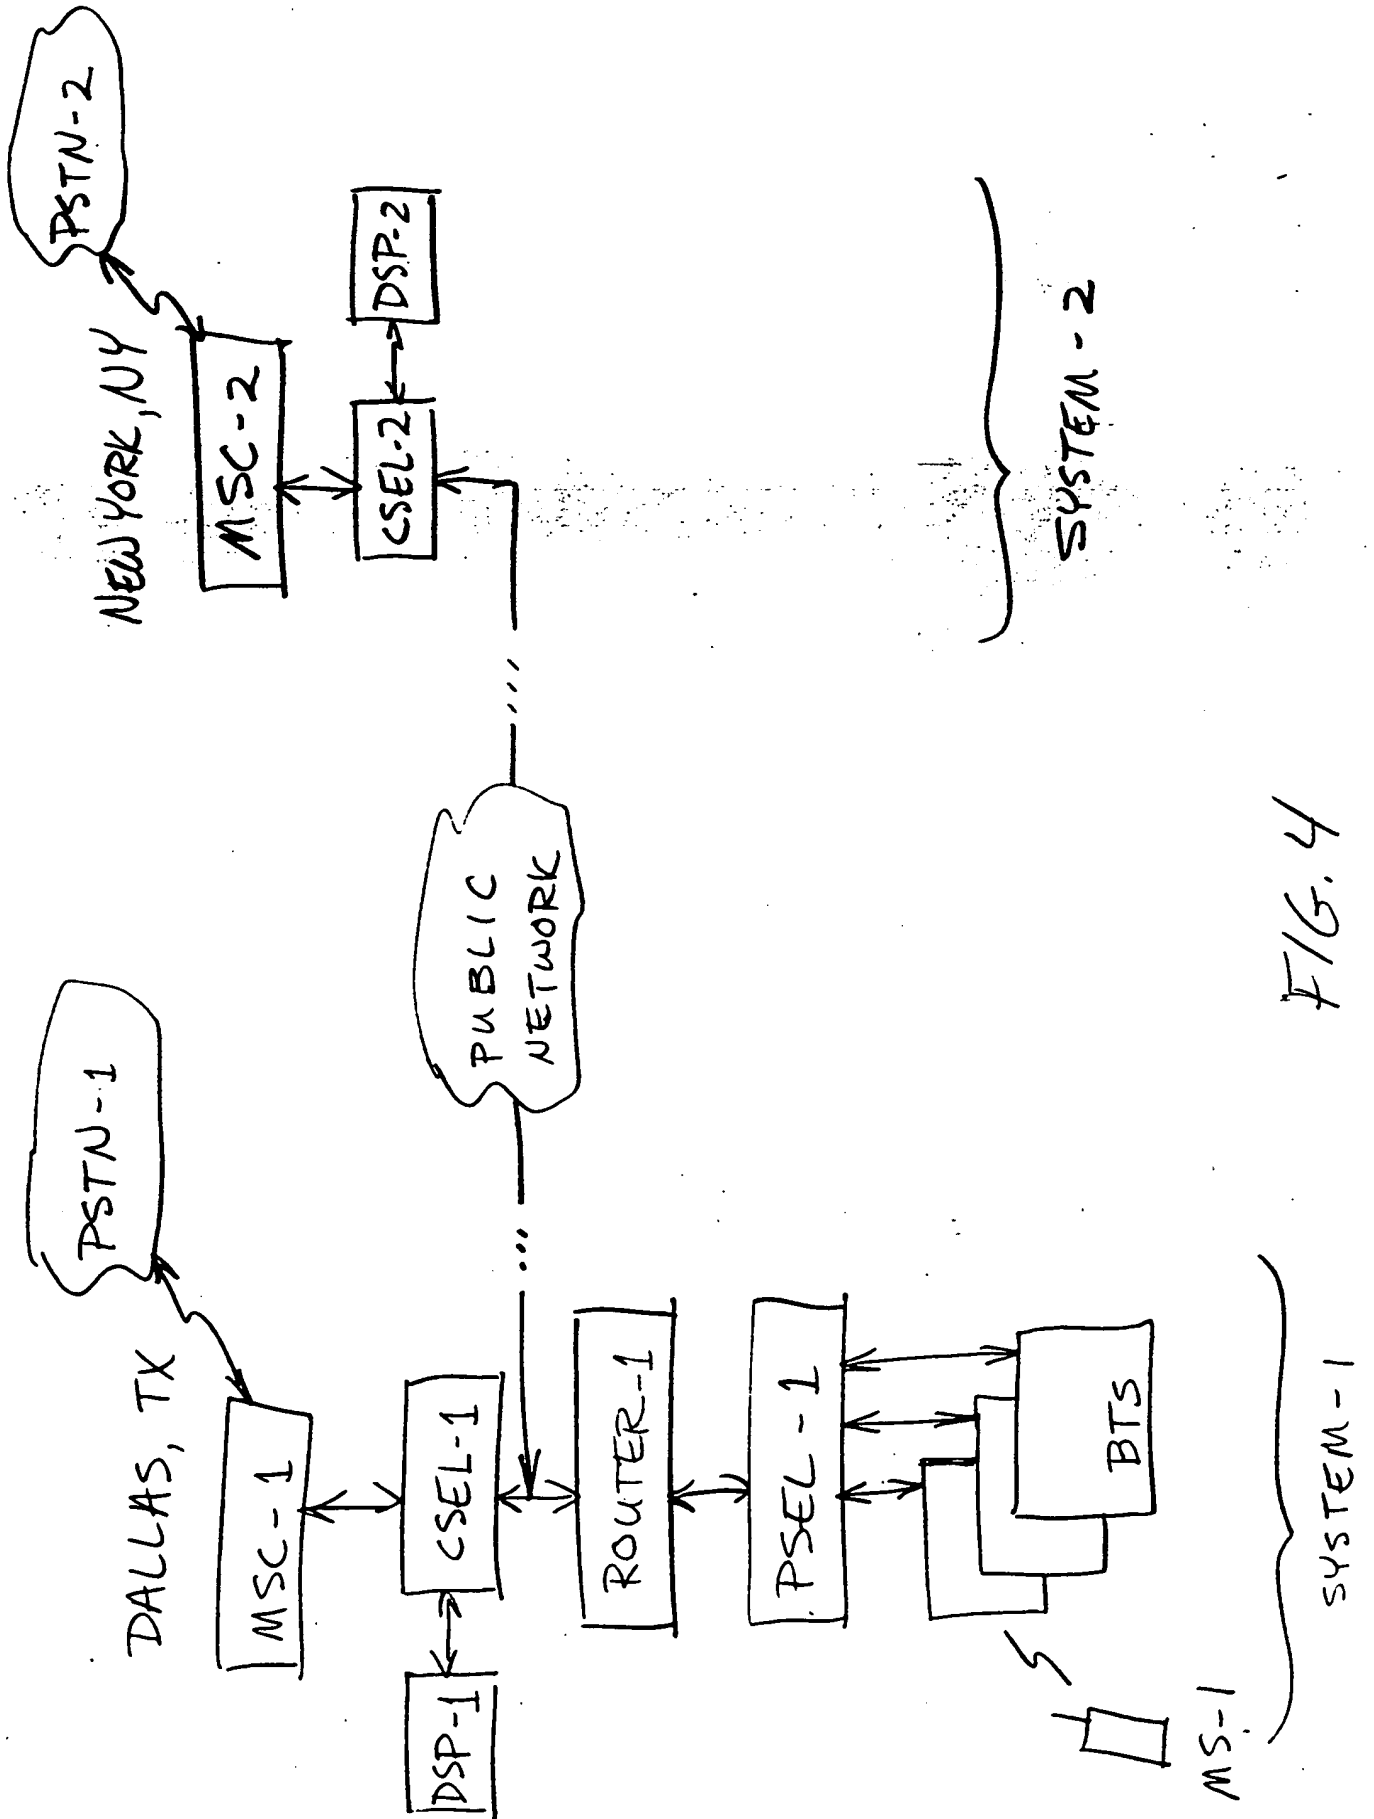 DALLAS, TX
PSTN-1
NEW YORK, NY
PSTN-2
MSC-1
MSC-2
DSP-1
CSEL-1
CSEL-2
DSP-2
...
PUBLIC
NETWORK
...
ROUTER-1
PSEL-1
BTS
MS-1
SYSTEM-1
SYSTEM-2
FIG. 4